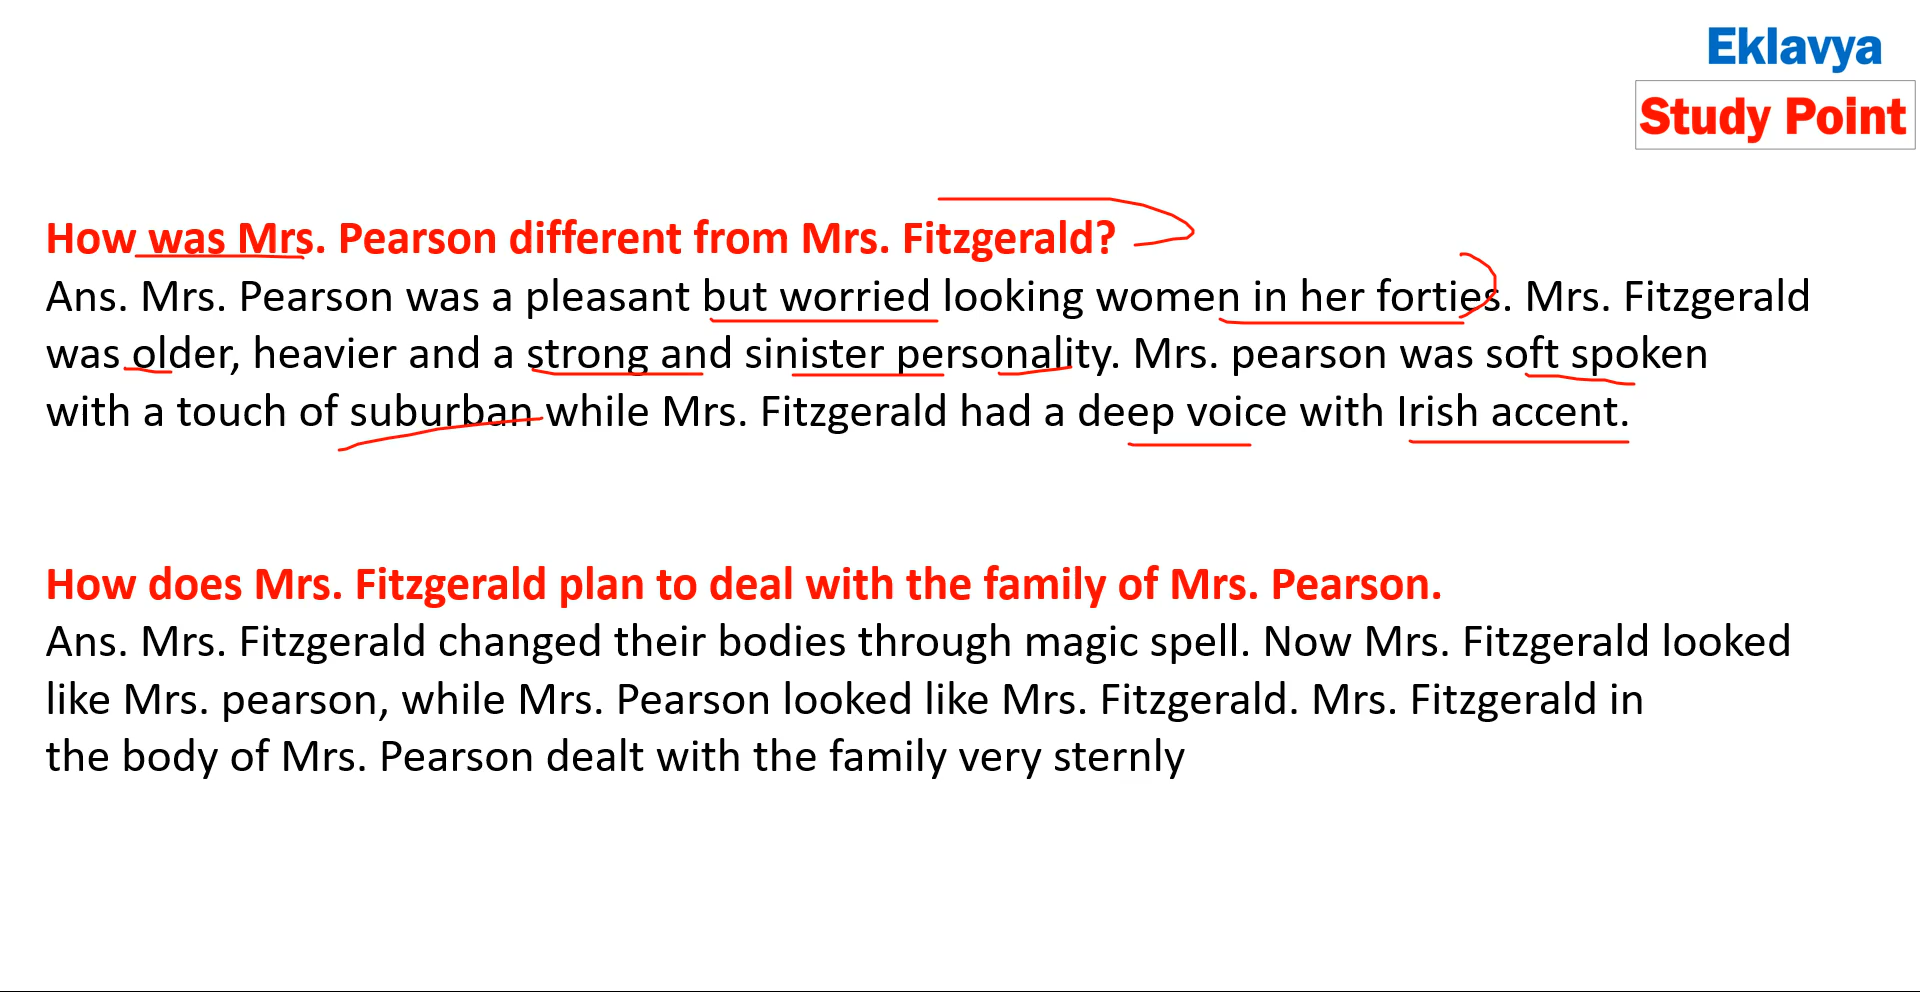 Eklavya
Study Point
How was Mrs. Pearson different from Mrs. Fitzgerald?
Ans. Mrs. Pearson was a pleasant but worried looking women in her forties. Mrs. Fitzgerald
was older, heavier and a strong and sinister personality. Mrs. pearson was soft spoken
with a touch of suburban while Mrs. Fitzgerald had a deep voice with Irish accent.
How does Mrs. Fitzgerald plan to deal with the family of Mrs. Pearson.
Ans. Mrs. Fitzgerald changed their bodies through magic spell. Now Mrs. Fitzgerald looked
like Mrs. pearson, while Mrs. Pearson looked like Mrs. Fitzgerald. Mrs. Fitzgerald in
the body of Mrs. Pearson dealt with the family very sternly